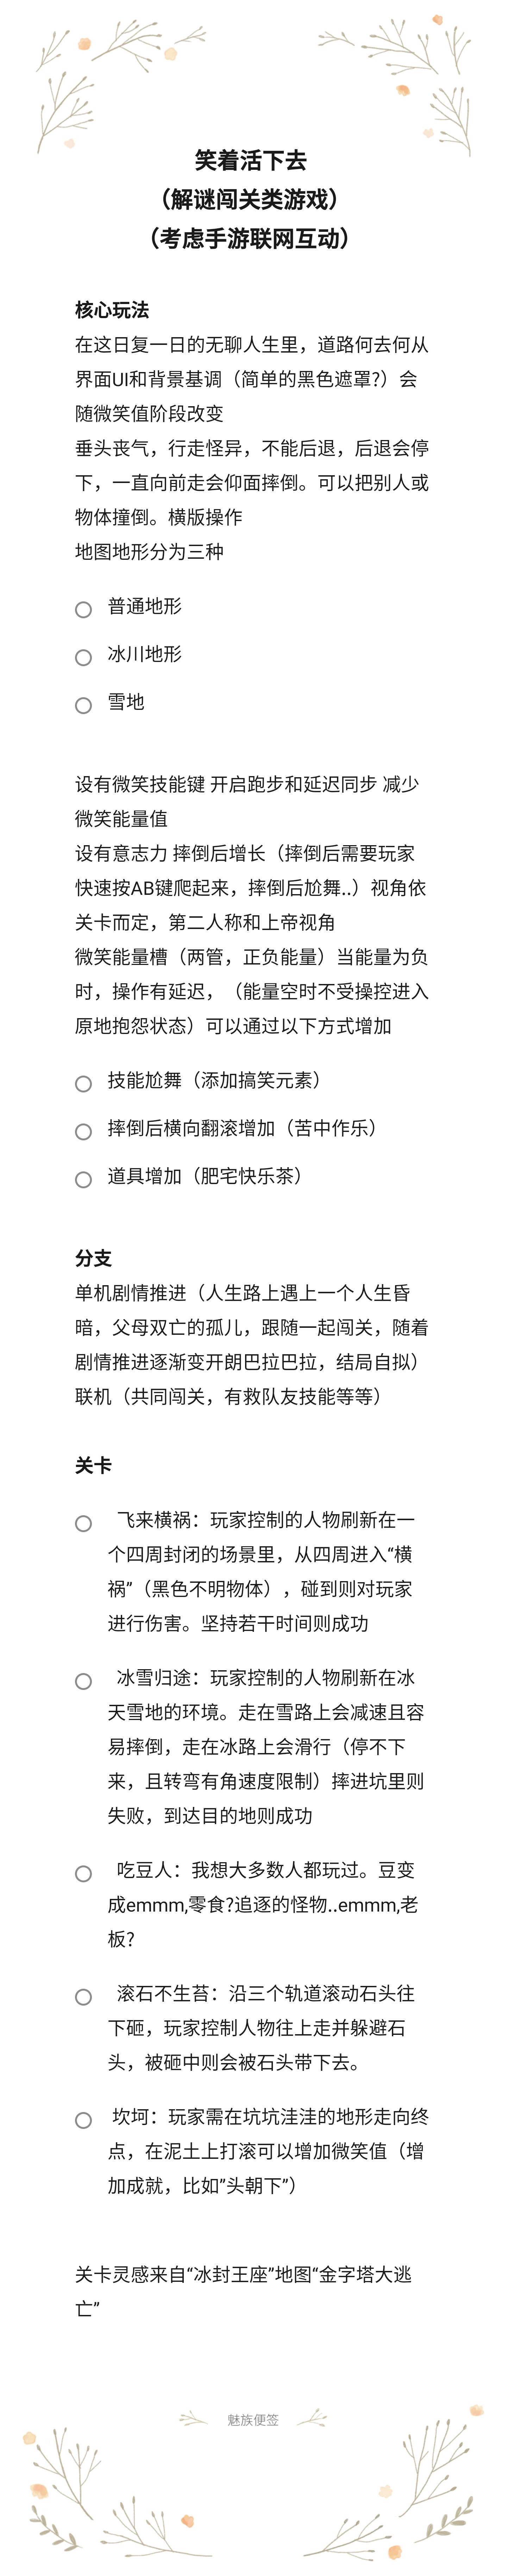 笑着活下去
（解谜闯关类游戏）
（考虑手游联网互动）
核心玩法
在这日复一日的无聊人生里，道路何去何从
界面UI和背景基调（简单的黑色遮罩?）会
随微笑值阶段改变
垂头丧气，行走怪异，不能后退，后退会停
下，一直向前走会仰面摔倒。可以把别人或
物体撞倒。横版操作
地图地形分为三种
普通地形
冰川地形
雪地
设有微笑技能键 开启跑步和延迟同步 减少
微笑能量值
设有意志力 摔倒后增长（摔倒后需要玩家
快速按AB键爬起来，摔倒后尬舞..）视角依
关卡而定，第二人称和上帝视角
微笑能量槽（两管，正负能量）当能量为负
时，操作有延迟，（能量空时不受操控进入
原地抱怨状态）可以通过以下方式增加
技能尬舞（添加搞笑元素）
摔倒后横向翻滚增加（苦中作乐）
道具增加（肥宅快乐茶）
分支
单机剧情推进（人生路上遇上一个人生昏
暗，父母双亡的孤儿，跟随一起闯关，随着
剧情推进逐渐变开朗巴拉巴拉，结局自拟）
联机（共同闯关，有救队友技能等等）
关卡
飞来横祸：玩家控制的人物刷新在一
个四周封闭的场景里，从四周进入“横
祸”（黑色不明物体），碰到则对玩家
进行伤害。坚持若干时间则成功
冰雪归途：玩家控制的人物刷新在冰
天雪地的环境。走在雪路上会减速且容
易摔倒，走在冰路上会滑行（停不下
来，且转弯有角速度限制）摔进坑里则
失败，到达目的地则成功
吃豆人：我想大多数人都玩过。豆变
成emmm,零食?追逐的怪物..emmm,老
板?
滚石不生苔：沿三个轨道滚动石头往
下砸，玩家控制人物往上走并躲避石
头，被砸中则会被石头带下去。
坎坷：玩家需在坑坑洼洼的地形走向终
点，在泥土上打滚可以增加微笑值（增
加成就，比如”头朝下”）
关卡灵感来自“冰封王座”地图“金字塔大逃
亡”
魅族便签